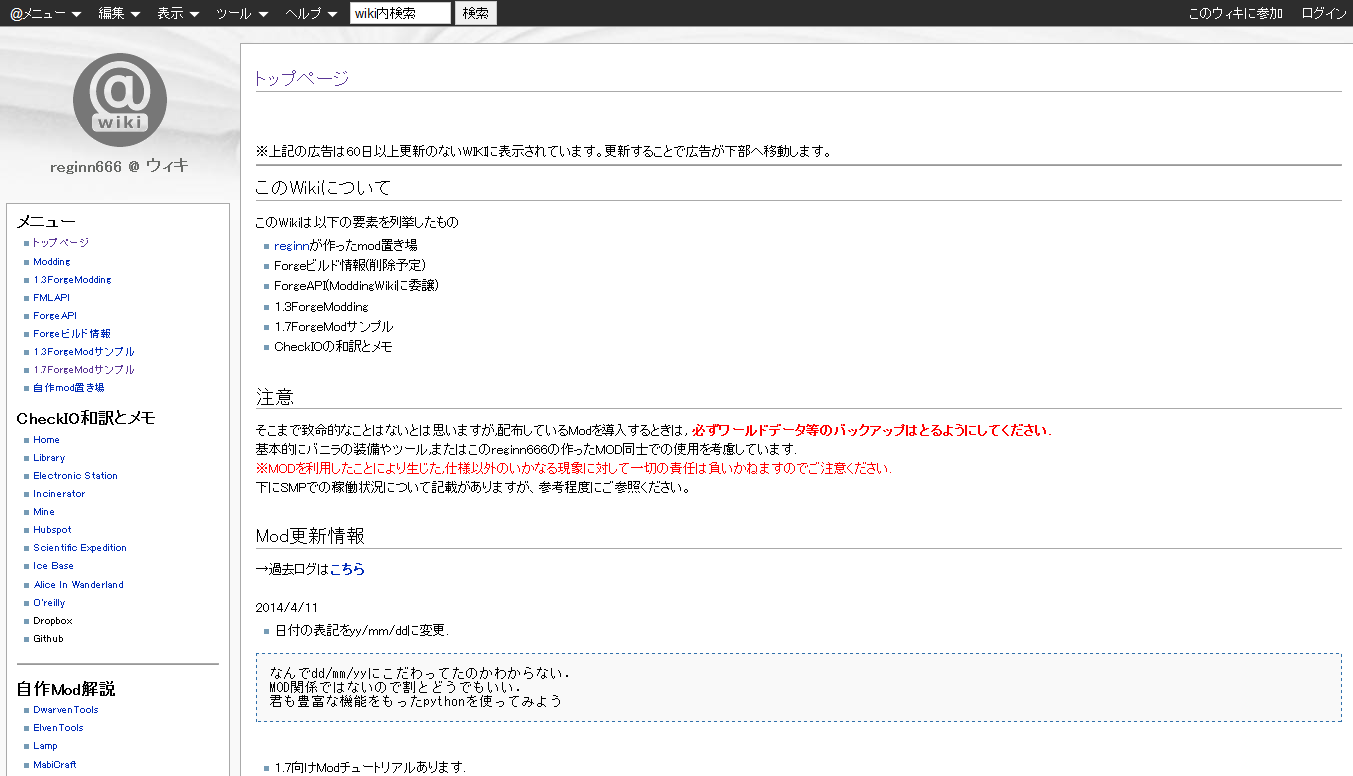 @メニュー 編集 表示 ツール ヘルプ wiki内検索 検索 このウィキに参加 ログイン
@
wiki
reginn666 @ ウィキ
メニュー
トップページ
Modding
1.3ForgeModding
FMLAPI
ForgeAPI
Forgeビルド情報
1.3ForgeModサンプル
1.7ForgeModサンプル
自作mod置き場
CheckIO和訳とメモ
Home
Library
Electronic Station
Incinerator
Mine
Hubspot
Scientific Expedition
Ice Base
Alice In Wanderland
O'reilly
Dropbox
Github
自作Mod解説
DwarvenTools
ElvenTools
Lamp
MabiCraft
トップページ
※上記の広告は60日以上更新のないWIKIに表示されています。更新することで広告が下部へ移動します。
このWikiについて
このWikiは以下の要素を列挙したもの
reginnが作ったmod置き場
Forgeビルド情報(削除予定)
ForgeAPI(ModdingWikiに委譲)
1.3ForgeModding
1.7ForgeModサンプル
CheckIOの和訳とメモ
注意
そこまで致命的なことはないとは思いますが,配布しているModを導入するときは，必ずワールドデータ等のバックアップはとるようにしてください．
基本的にバニラの装備やツール,またはこのreginn666の作ったMOD同士での使用を考慮しています.
※MODを利用したことにより生じた,仕様以外のいかなる現象に対して一切の責任は負いかねますのでご注意ください.
下にSMPでの稼働状況について記載がありますが、参考程度にご参照ください。
Mod更新情報
→過去ログはこちら
2014/4/11
日付の表記をyy/mm/ddに変更.
なんでdd/mm/yyにこだわってたのかわからない.
MOD関係ではないので割とどうでもいい.
君も豊富な機能をもったpythonを使ってみよう
1.7向けModチュートリアルあります.